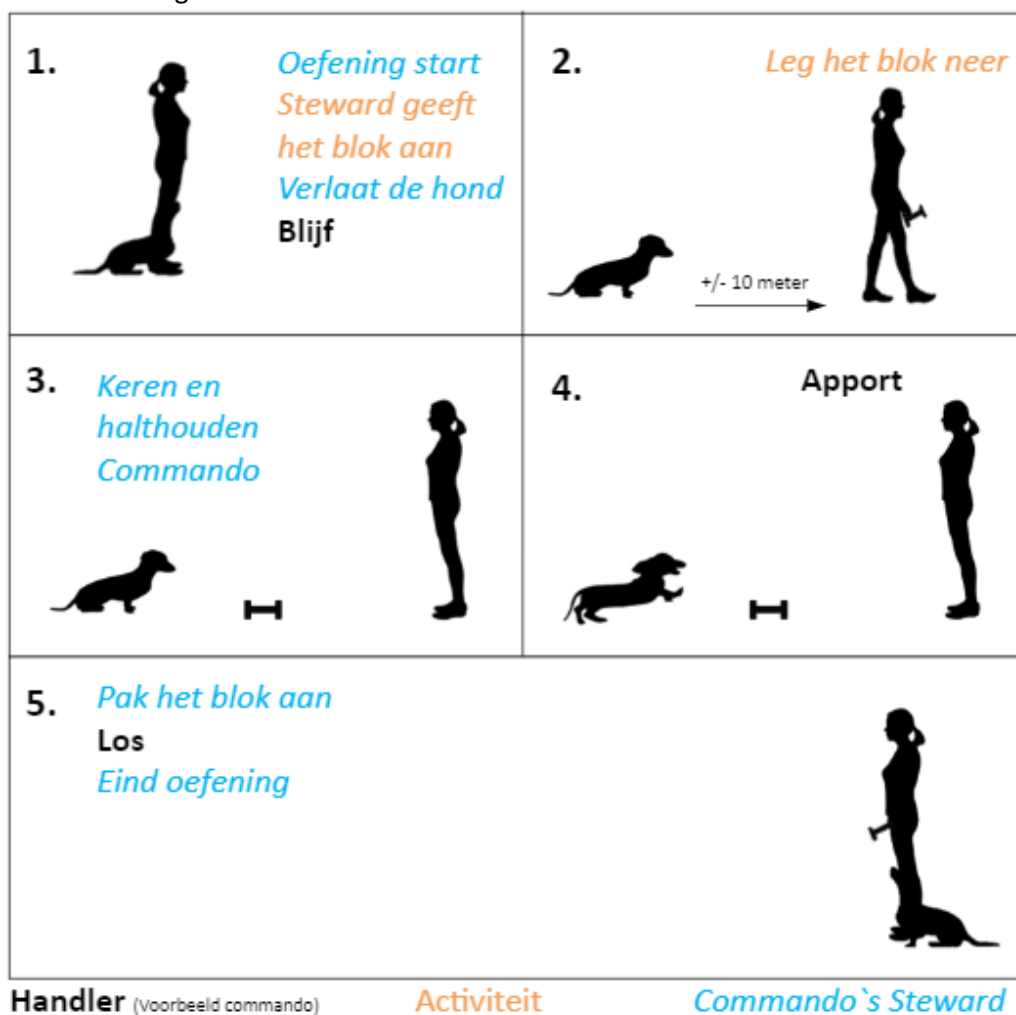 1.
Oefening start
Steward geeft
het blok aan
Verlaat de hond
Blijf
2.
Leg het blok neer
+/- 10 meter
3.
Keren en
halthouden
Commando
4.
Apport
5.
Pak het blok aan
Los
Eind oefening
Handler (Voorbeeld commando) Activiteit Commando`s Steward